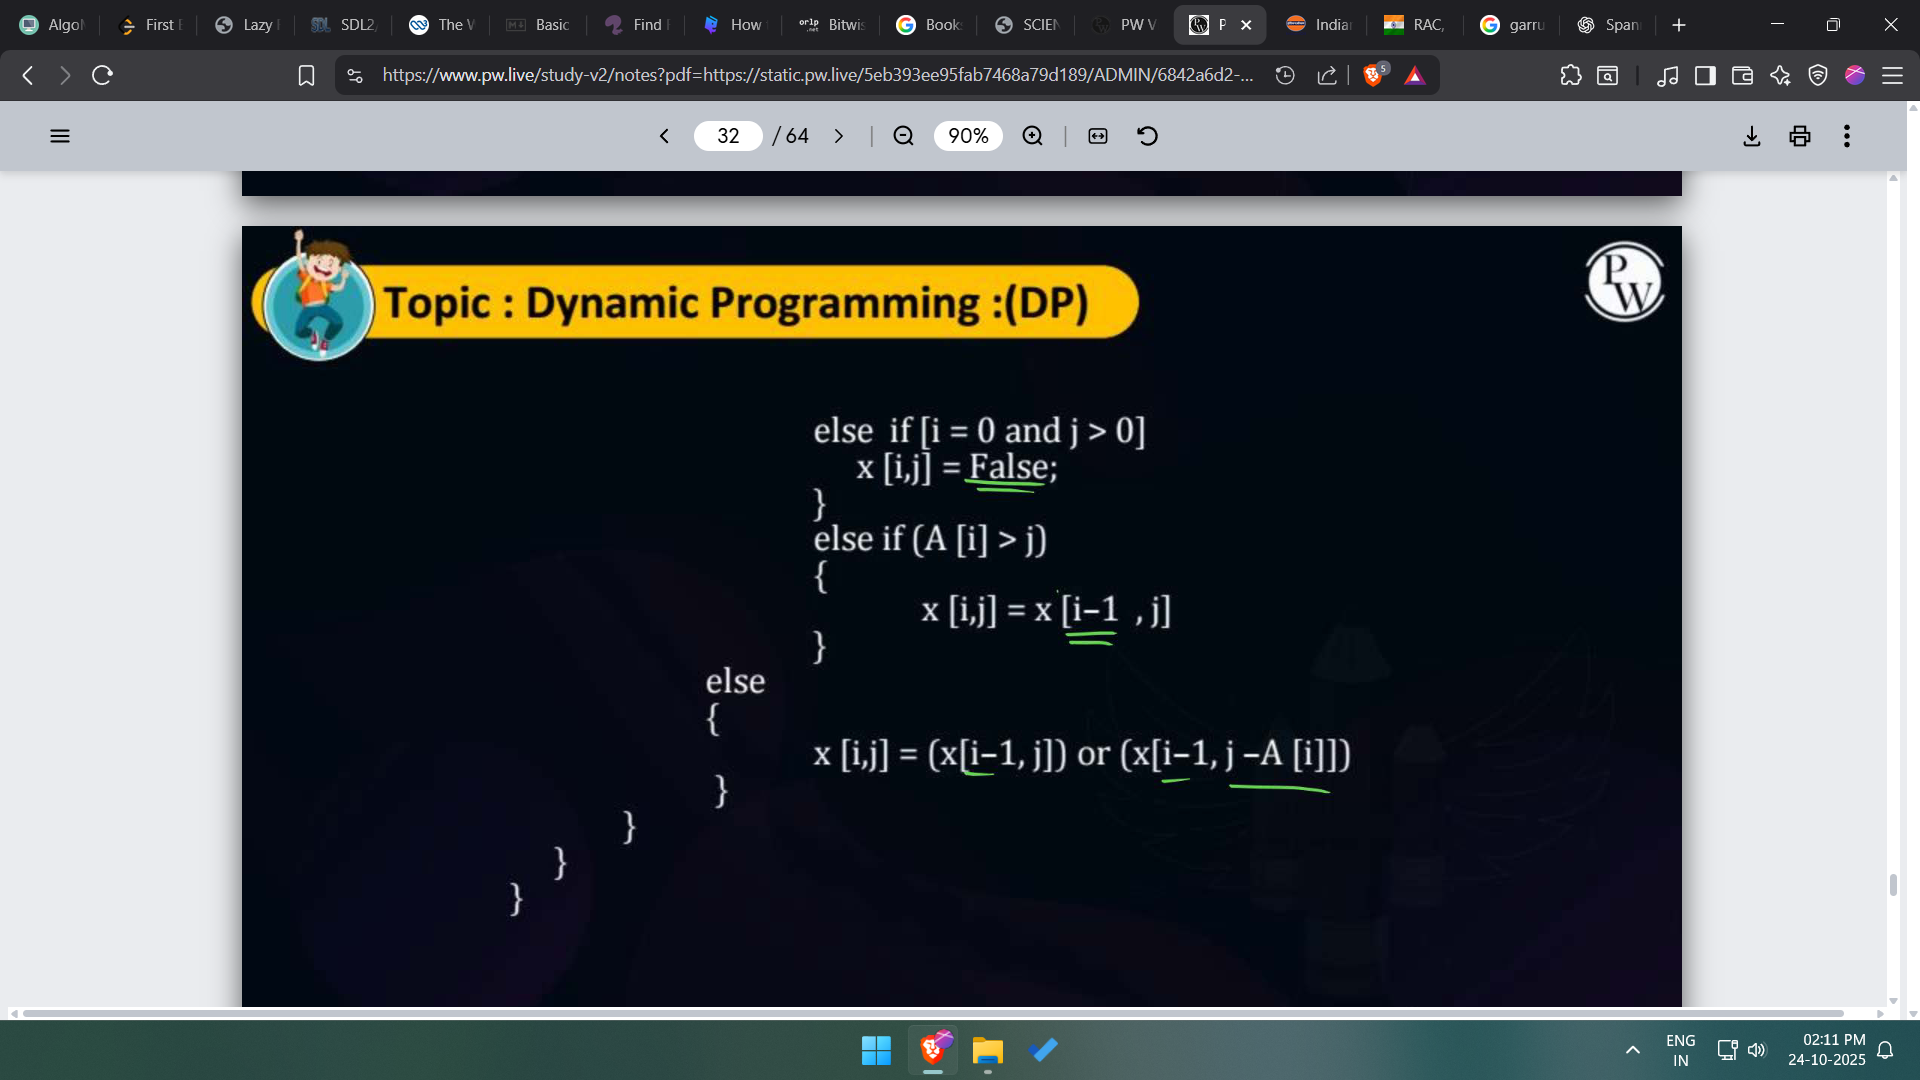 Algo
First E
Lazy
SDL2
The W
Basic
Find
How
orlp .net
Bitwis
Book
SCIEN
PW V
P
India
RAC,
garru
Span
https://www.pw.live/study-v2/notes?pdf=https://static.pw.live/5eb393ee95fab7468a79d189/ADMIN/6842a6d2-...
5
32 / 64
90%
Topic : Dynamic Programming :(DP)
PW
else if [i = 0 and j > 0]
x [i,j] = False;
}
else if (A [i] > j)
{
x [i,j] = x [i–1 , j]
}
else
{
x [i,j] = (x[i–1, j]) or (x[i–1, j –A [i]])
}
}
}
}
ENG
IN
02:11 PM
24-10-2025